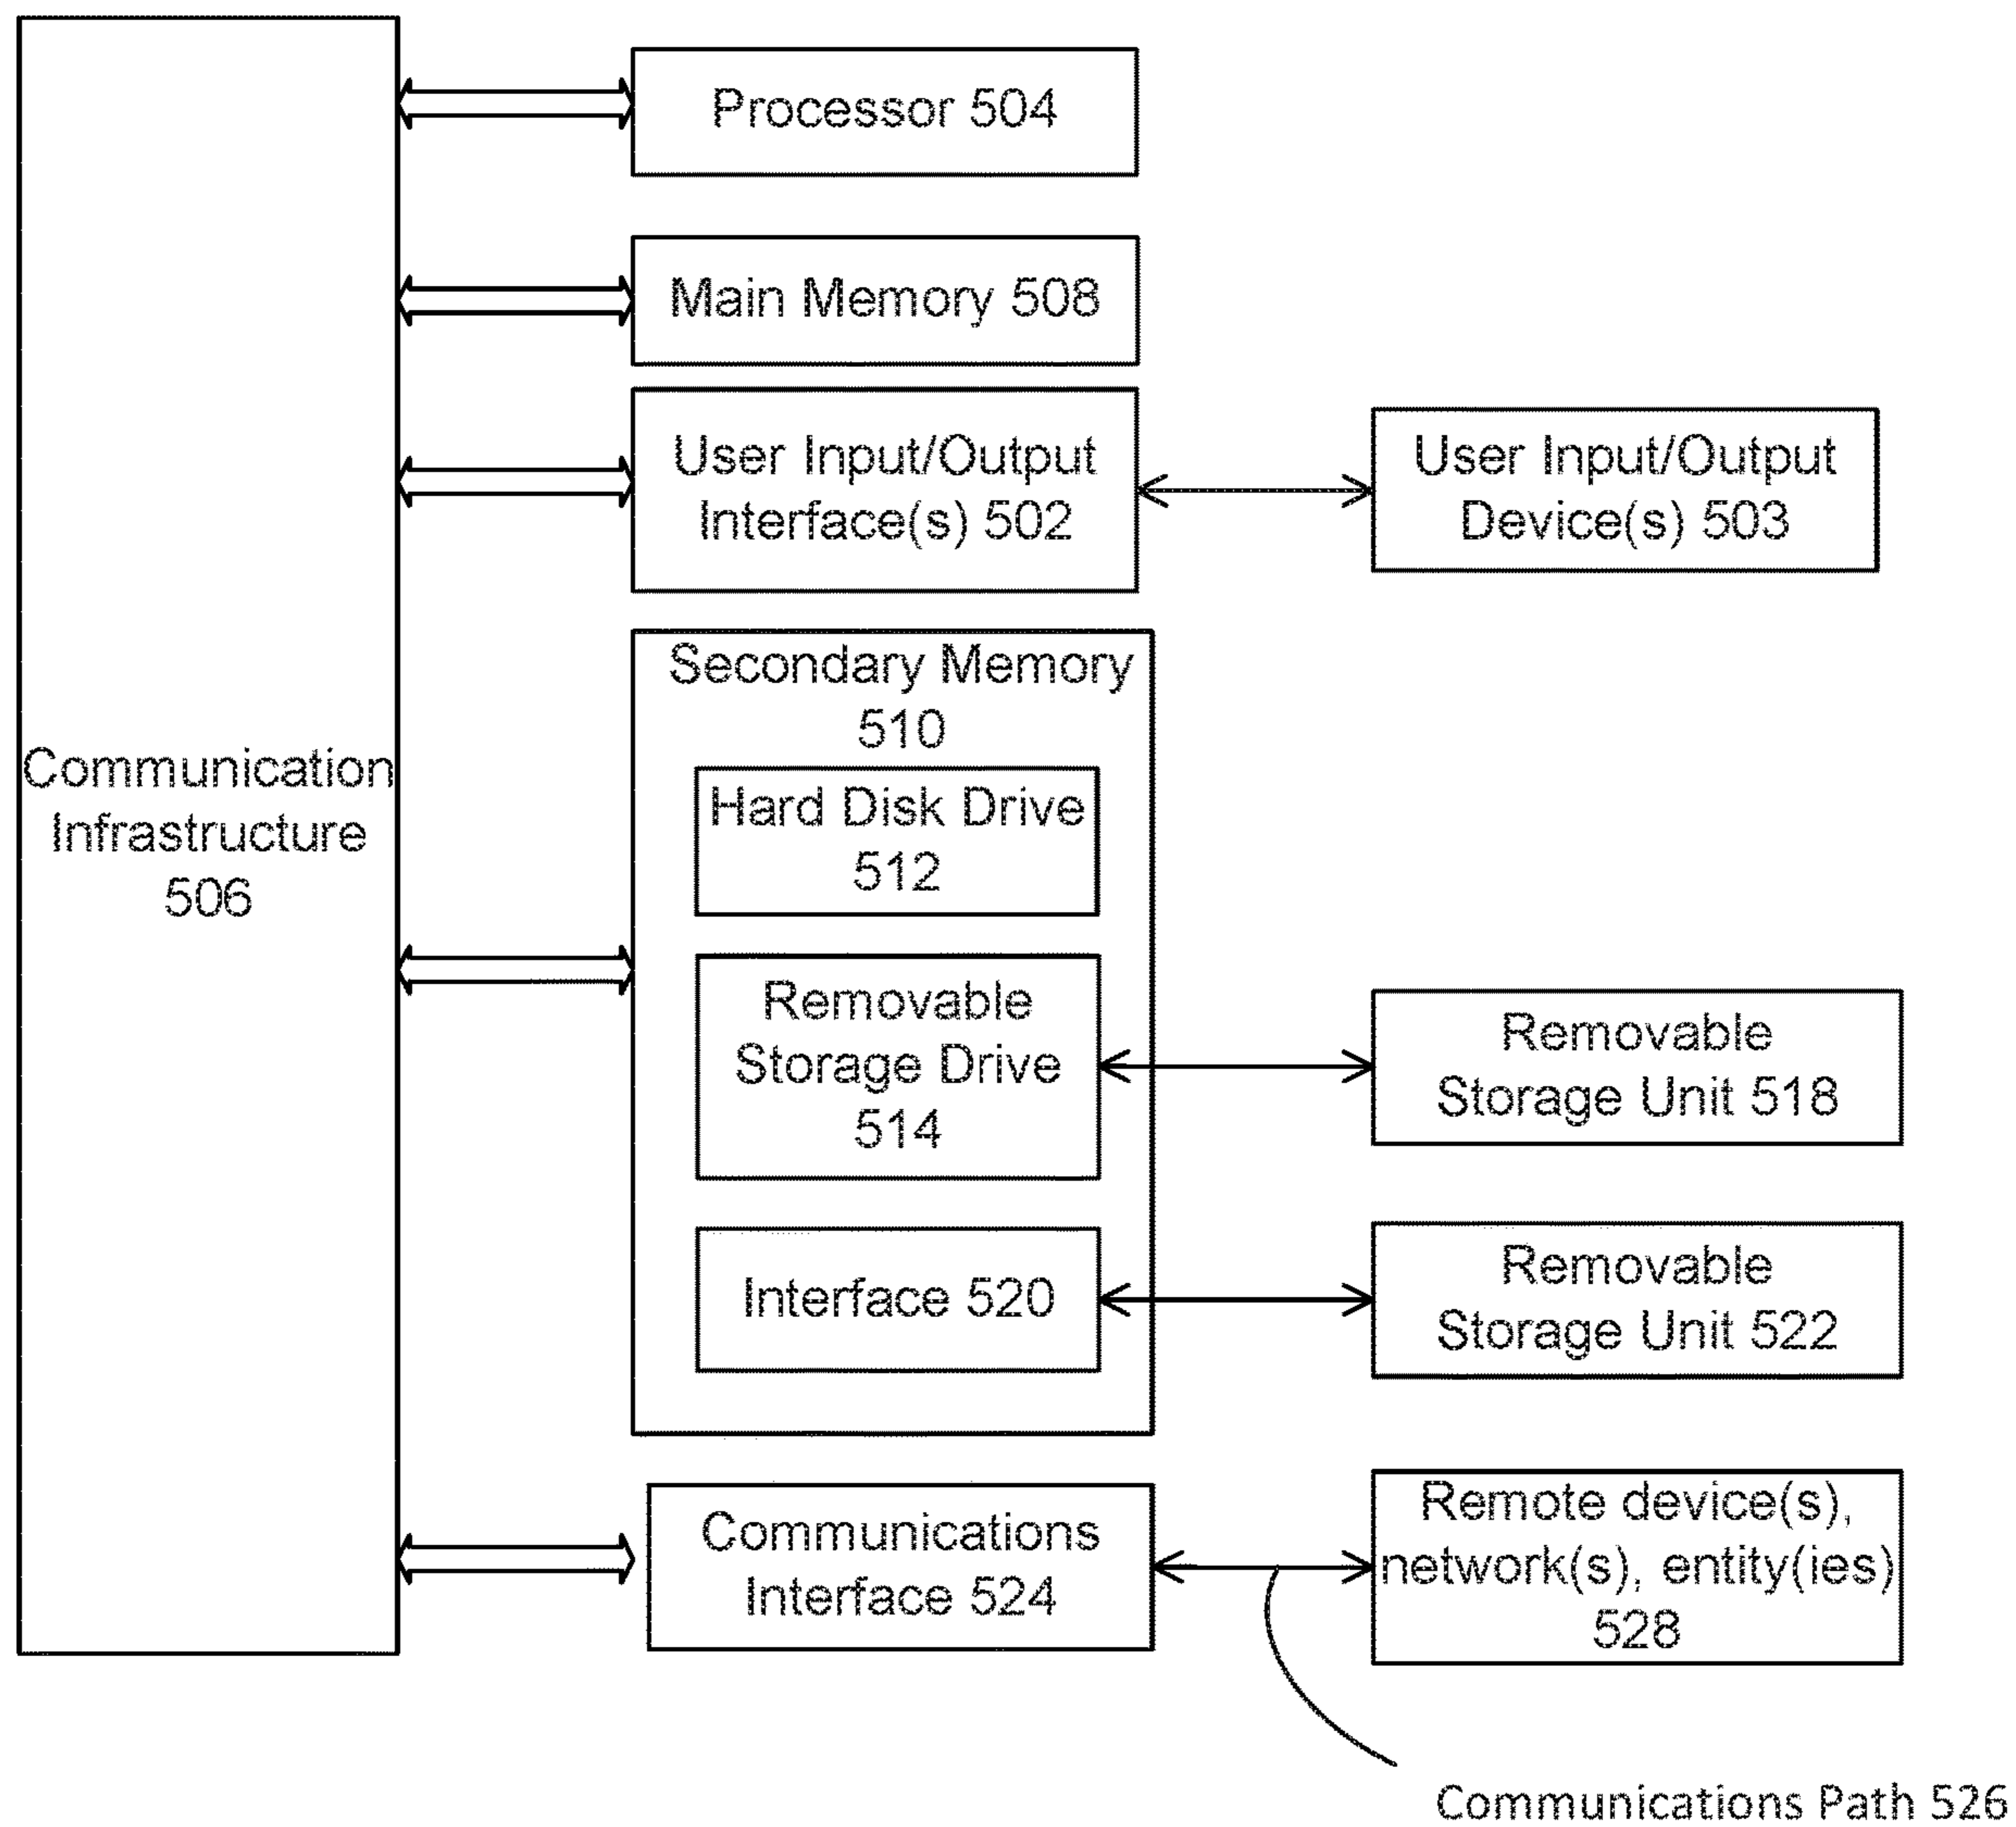 Processor 504
Main Memory 508
User Input/Output
Interface(s) 502
User Input/Output
Device(s) 503
Secondary Memory
510
Hard Disk Drive
512
Communication
Infrastructure
506
Removable
Storage Drive
514
Removable
Storage Unit 518
Interface 520
Removable
Storage Unit 522
Communications
Interface 524
Remote device(s),
network(s), entity(ies)
528
Communications Path 526